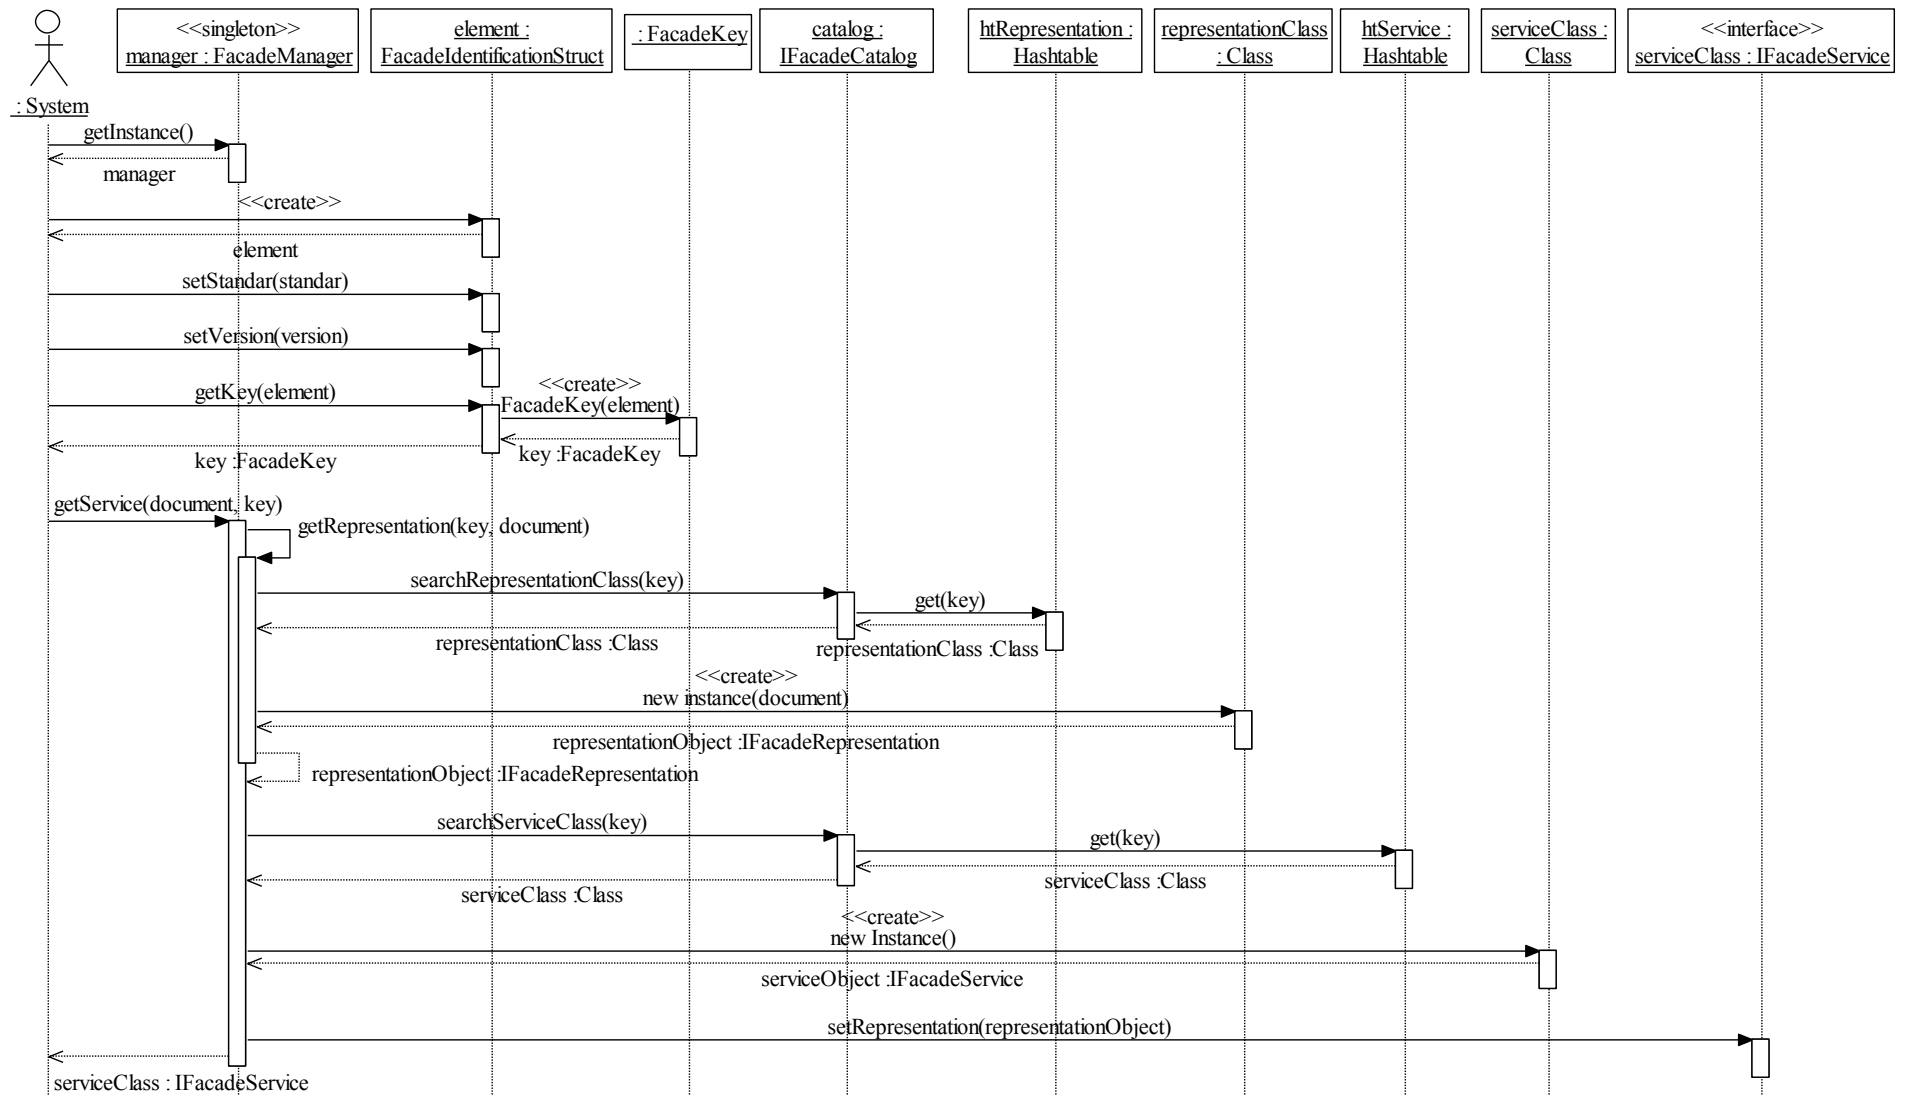 <<singleton>>
manager : FacadeManager
element :
FacadeIdentificationStruct
: FacadeKey
catalog :
IFacadeCatalog
htRepresentation :
Hashtable
representationClass
: Class
htService :
Hashtable
serviceClass :
Class
<<interface>>
serviceClass : IFacadeService
: System
getInstance()
manager
<<create>>
element
setStandar(standar)
setVersion(version)
getKey(element)
<<create>>
FacadeKey(element)
key :FacadeKey
key :FacadeKey
getService(document, key)
getRepresentation(key, document)
searchRepresentationClass(key)
get(key)
representationClass :Class
representationClass :Class
<<create>>
new instance(document)
representationObject :IFacadeRepresentation
representationObject :IFacadeRepresentation
searchServiceClass(key)
get(key)
serviceClass :Class
serviceClass :Class
<<create>>
new Instance()
serviceObject :IFacadeService
setRepresentation(representationObject)
serviceClass : IFacadeService